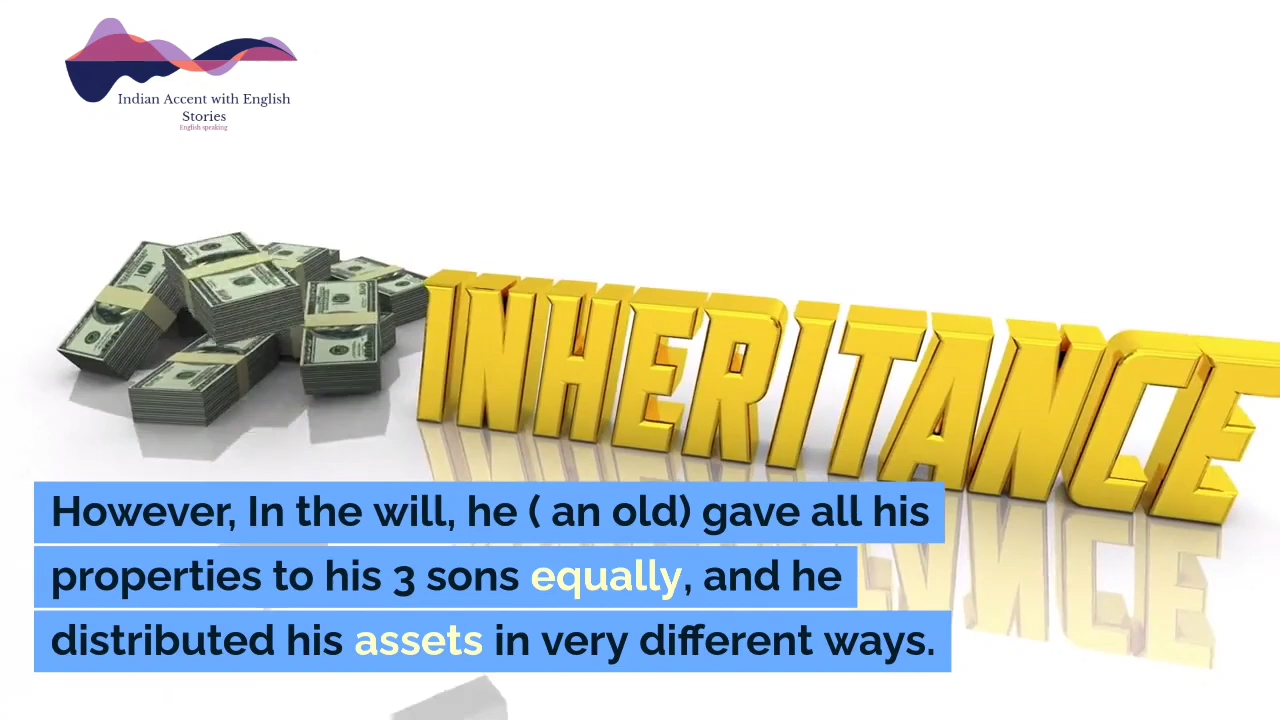 Indian Accent with English
Stories
English speaking
INHERITANCE
However, In the will, he ( an old) gave all his
properties to his 3 sons equally, and he
distributed his assets in very different ways.